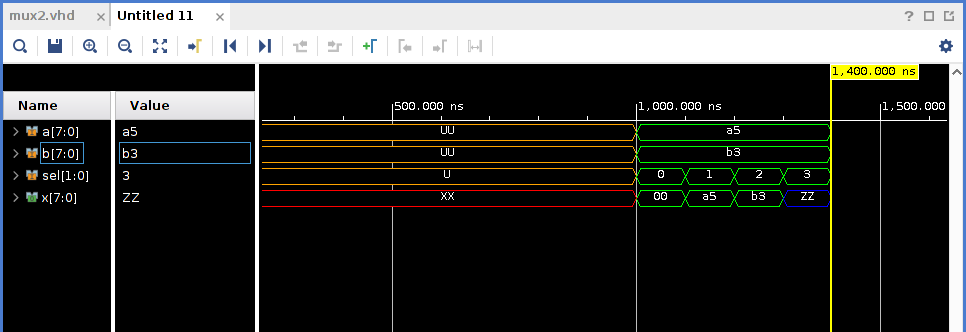 mux2.vhd × Untitled 11 × ?
1,400.000 ns
500.000 ns 1,000.000 ns 1,500.000
Name Value
a[7:0] a5 UU a5
b[7:0] b3 UU b3
sel[1:0] 3 U 0 1 2 3
x[7:0] ZZ XX 00 a5 b3 ZZ